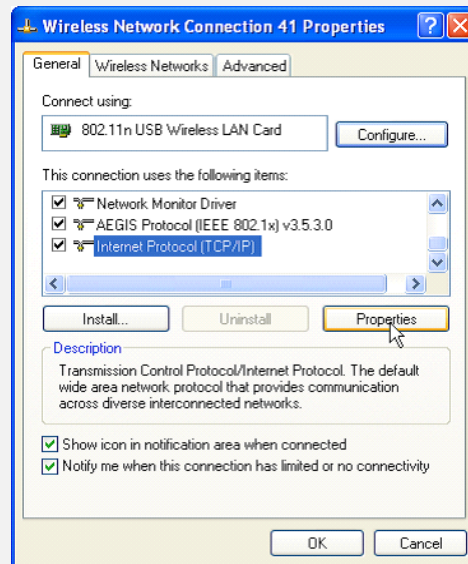 Wireless Network Connection 41 Properties
General Wireless Networks Advanced
Connect using:
802.11n USB Wireless LAN Card
Configure...
This connection uses the following items:
Network Monitor Driver
AEGIS Protocol (IEEE 802.1x) v3.5.3.0
Internet Protocol (TCP/IP)
Install... Uninstall Properties
Description
Transmission Control Protocol/Internet Protocol. The default
wide area network protocol that provides communication
across diverse interconnected networks.
Show icon in notification area when connected
Notify me when this connection has limited or no connectivity
OK Cancel